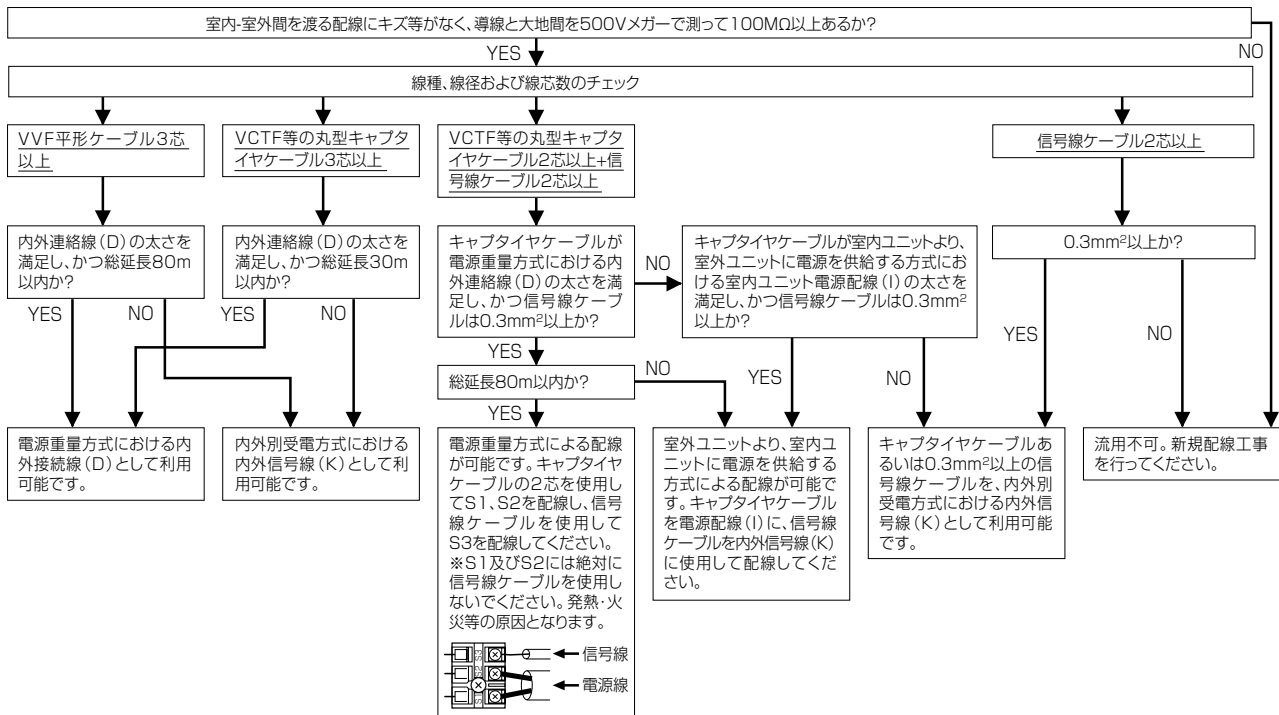 室内-室外間を渡る配線にキズ等がなく、導線と大地間を500Vメガーで測って100MΩ以上あるか?
YES
NO
線種、線径および線芯数のチェック
VVF平形ケーブル3芯
以上
VCTF等の丸型キャプタ
イヤケーブル3芯以上
VCTF等の丸型キャプタ
イヤケーブル2芯以上+信
号線ケーブル2芯以上
信号線ケーブル2芯以上
内外連絡線(D)の太さを
満足し、かつ総延長80m
以内か?
内外連絡線(D)の太さを
満足し、かつ総延長30m
以内か?
キャプタイヤケーブルが
電源重量方式における内
外連絡線(D)の太さを満
足し、かつ信号線ケーブ
ルは0.3mm²以上か?
NO
キャプタイヤケーブルが室内ユニットより、
室外ユニットに電源を供給する方式にお
ける室内ユニット電源配線(I)の太さを
満足し、かつ信号線ケーブルは0.3mm²
以上か?
0.3mm²以上か?
YES
NO
YES
NO
YES
総延長80m以内か?
NO
YES
YES
NO
YES
NO
電源重量方式における内
外接続線(D)として利用
可能です。
内外別受電方式における
内外信号線(K)として利
用可能です。
電源重量方式による配線
が可能です。キャプタイヤ
ケーブルの2芯を使用し
てS1、S2を配線し、信号
線ケーブルを使用して
S3を配線してください。
※S1及びS2には絶対に
信号線ケーブルを使用し
ないでください。発熱・火
災等の原因となります。
S3
S2
S1
信号線
電源線
室外ユニットより、室内ユ
ニットに電源を供給する
方式による配線が可能で
す。キャプタイヤケーブル
を電源配線(I)に、信号線
ケーブルを内外信号線(K)
に使用して配線してくだ
さい。
キャプタイヤケーブルあ
るいは0.3mm²以上の信
号線ケーブルを、内外別
受電方式における内外信
号線(K)として利用可能
です。
流用不可。新規配線工事
を行ってください。